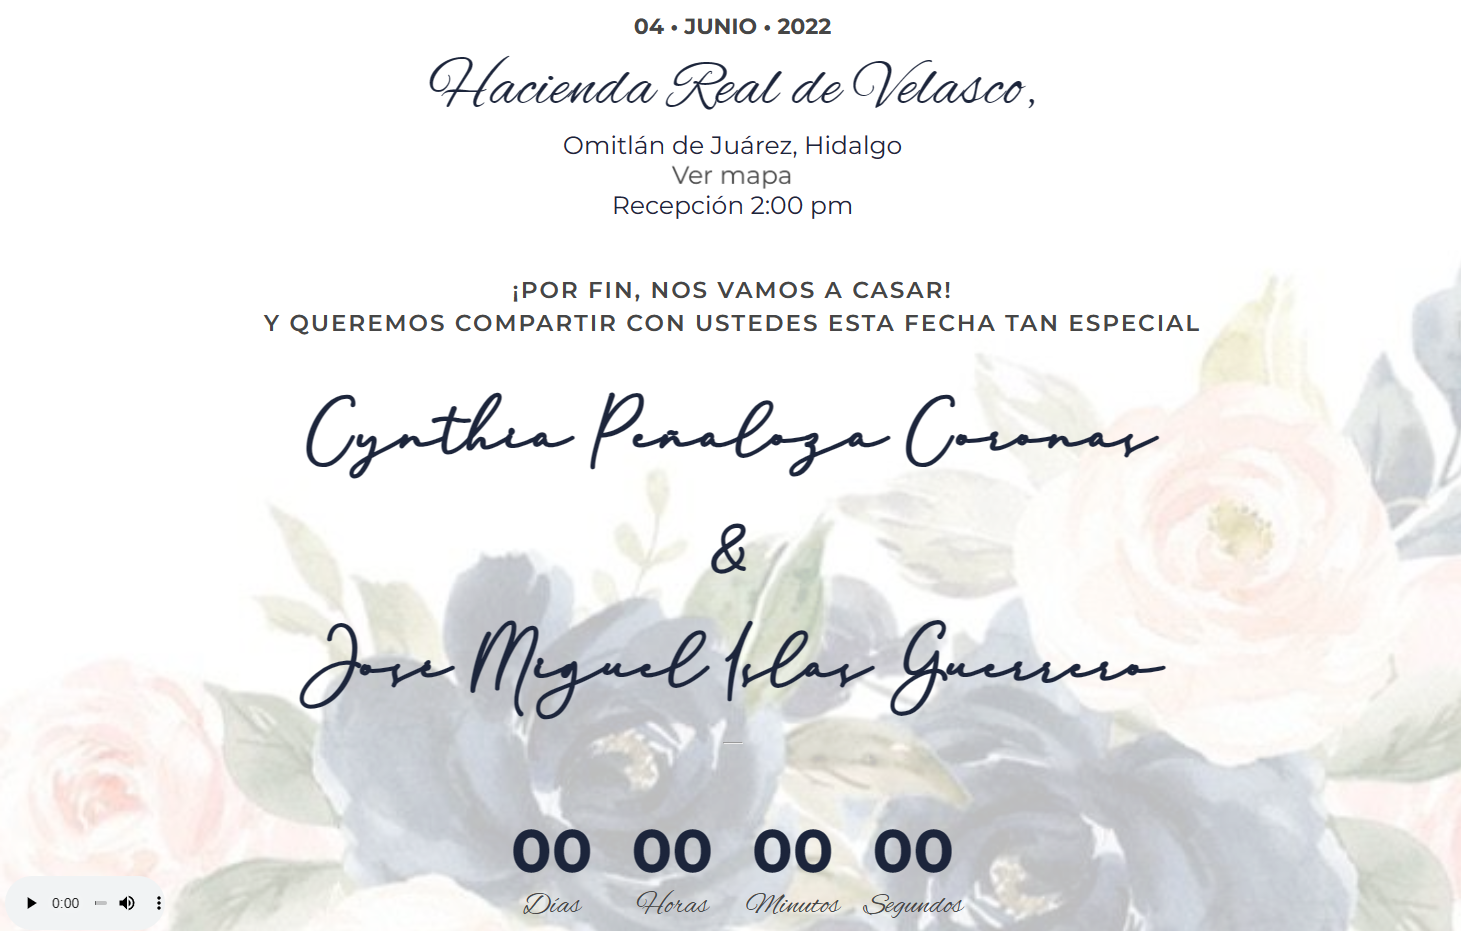 04 • JUNIO • 2022
Hacienda Real de Velasco,
Omitlán de Juárez, Hidalgo
Ver mapa
Recepción 2:00 pm
¡POR FIN, NOS VAMOS A CASAR!
Y QUEREMOS COMPARTIR CON USTEDES ESTA FECHA TAN ESPECIAL
Cynthia Peñaloza Coronas
&
Jose Miguel Islas Guerrero
00 00 00 00
Días Horas Minutos Segundos
0:00